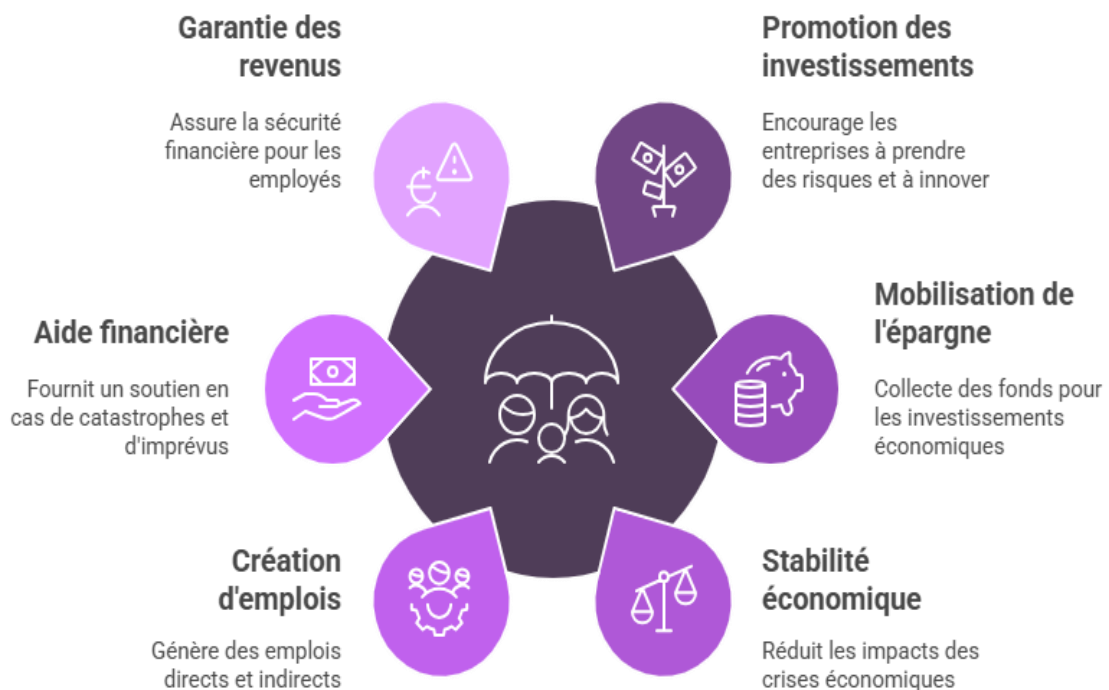 Garantie des
revenus
Assure la sécurité
financière pour les
employés
Promotion des
investissements
Encourage les
entreprises à prendre
des risques et à innover
Aide financière
Fournit un soutien en
cas de catastrophes et
d'imprévus
Mobilisation de
l'épargne
Collecte des fonds pour
les investissements
économiques
Création
d'emplois
Génère des emplois
directs et indirects
Stabilité
économique
Réduit les impacts des
crises économiques